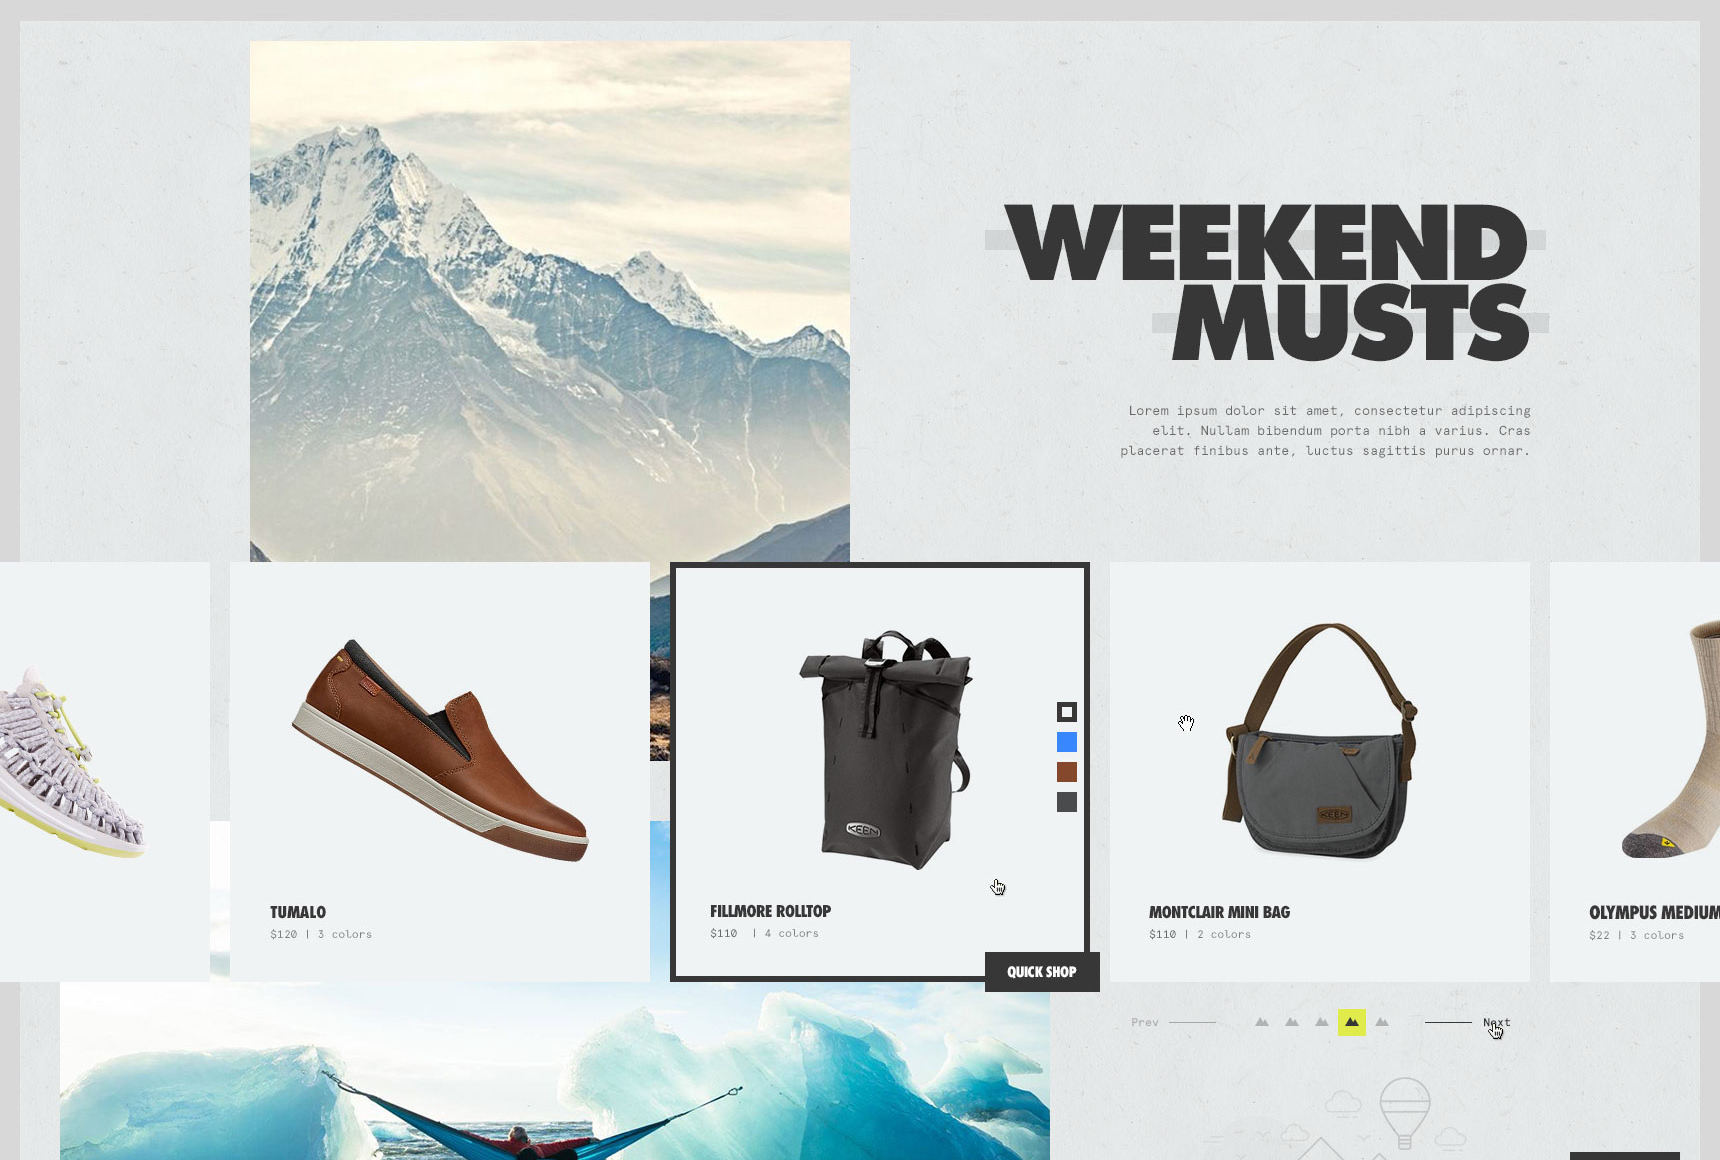 WEEKEND
MUSTS
Lorem ipsum dolor sit amet, consectetur adipiscing
elit. Nullam bibendum porta nibh a varius. Cras
placerat finibus ante, luctus sagittis purus ornar.
KEEN
KEEN
TUMALO
$120 | 3 colors
FILLMORE ROLLTOP
$110 | 4 colors
QUICK SHOP
MONTCLAIR MINI BAG
$110 | 2 colors
OLYMPUS MEDIUM
$22 | 3 colors
Prev
Next